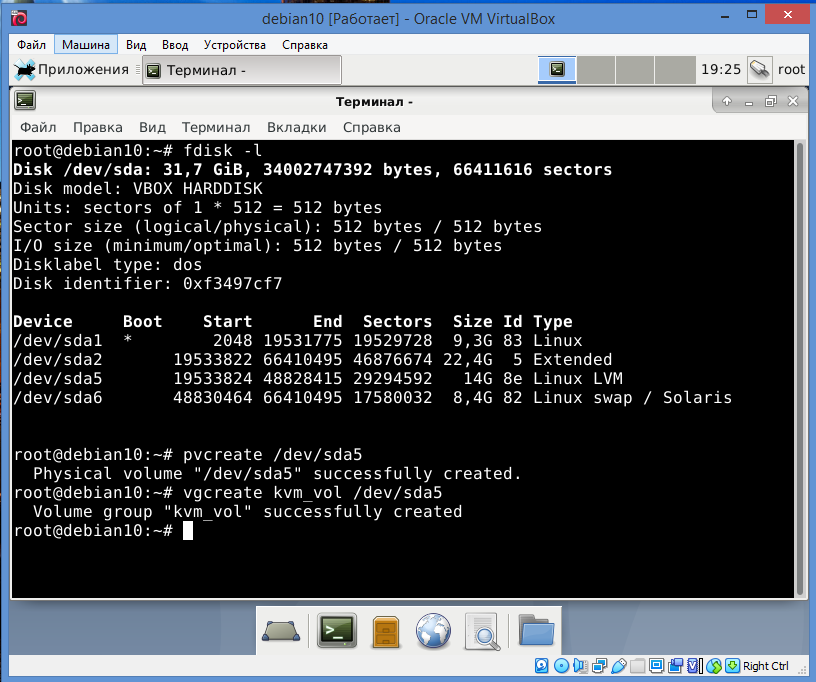 debian10 [Работает] - Oracle VM VirtualBox
Файл Машина Вид Ввод Устройства Справка
Приложения Терминал - 19:25 root
Терминал -
Файл Правка Вид Терминал Вкладки Справка
root@debian10:~# fdisk -l
Disk /dev/sda: 31,7 GiB, 34002747392 bytes, 66411616 sectors
Disk model: VBOX HARDDISK
Units: sectors of 1 * 512 = 512 bytes
Sector size (logical/physical): 512 bytes / 512 bytes
I/O size (minimum/optimal): 512 bytes / 512 bytes
Disklabel type: dos
Disk identifier: 0xf3497cf7
Device     Boot    Start      End  Sectors  Size Id Type
/dev/sda1  *        2048 19531775 19529728  9,3G 83 Linux
/dev/sda2       19533822 66410495 46876674 22,4G  5 Extended
/dev/sda5       19533824 48828415 29294592   14G 8e Linux LVM
/dev/sda6       48830464 66410495 17580032  8,4G 82 Linux swap / Solaris
root@debian10:~# pvcreate /dev/sda5
  Physical volume "/dev/sda5" successfully created.
root@debian10:~# vgcreate kvm_vol /dev/sda5
  Volume group "kvm_vol" successfully created
root@debian10:~#
Right Ctrl